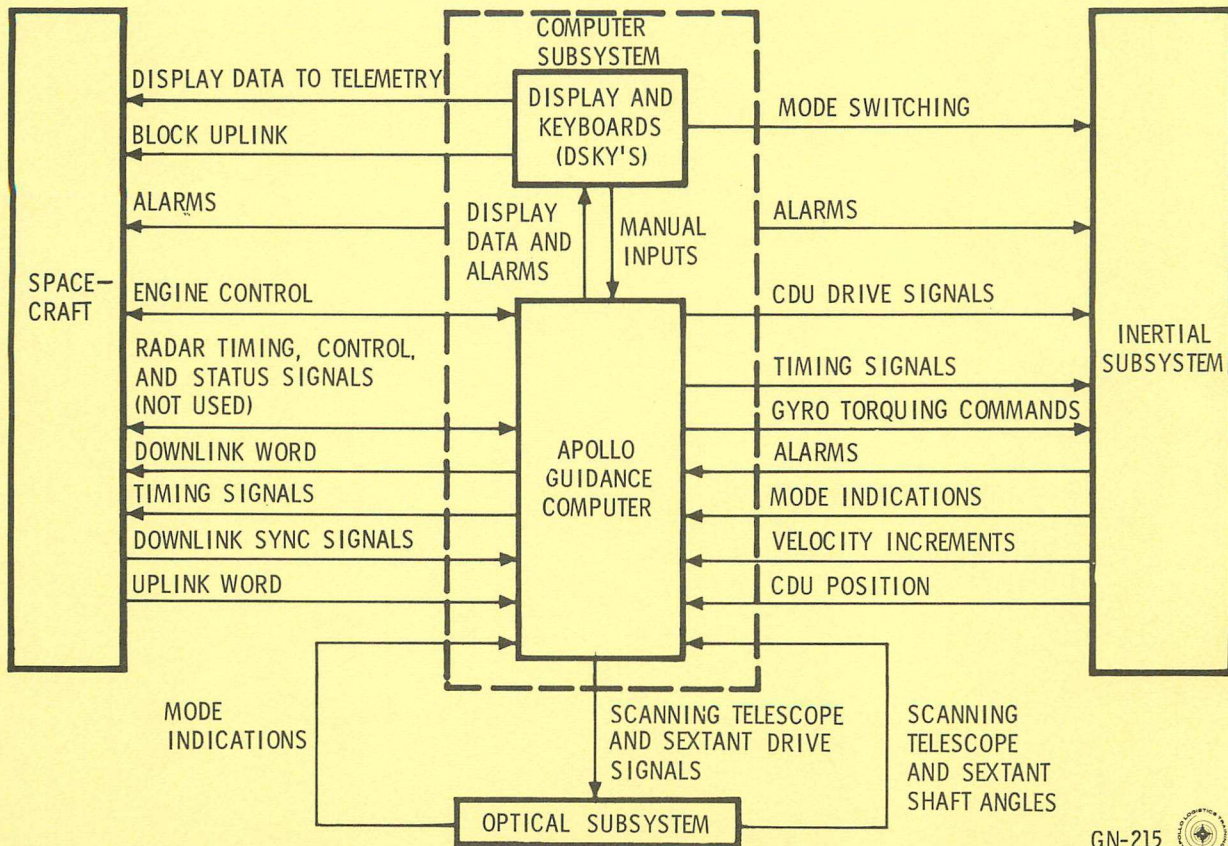 COMPUTER
SUBSYSTEM
DISPLAY DATA TO TELEMETRY
BLOCK UPLINK
ALARMS
DISPLAY AND
KEYBOARDS
(DSKY'S)
MODE SWITCHING
ALARMS
DISPLAY
DATA AND
ALARMS
MANUAL
INPUTS
SPACE-
CRAFT
ENGINE CONTROL
RADAR TIMING, CONTROL,
AND STATUS SIGNALS
(NOT USED)
DOWNLINK WORD
TIMING SIGNALS
DOWNLINK SYNC SIGNALS
UPLINK WORD
APOLLO
GUIDANCE
COMPUTER
CDU DRIVE SIGNALS
TIMING SIGNALS
GYRO TORQUING COMMANDS
ALARMS
MODE INDICATIONS
VELOCITY INCREMENTS
CDU POSITION
INERTIAL
SUBSYSTEM
MODE
INDICATIONS
SCANNING TELESCOPE
AND SEXTANT DRIVE
SIGNALS
SCANNING
TELESCOPE
AND SEXTANT
SHAFT ANGLES
OPTICAL SUBSYSTEM
GN-215
APOLLO LOGISTICS